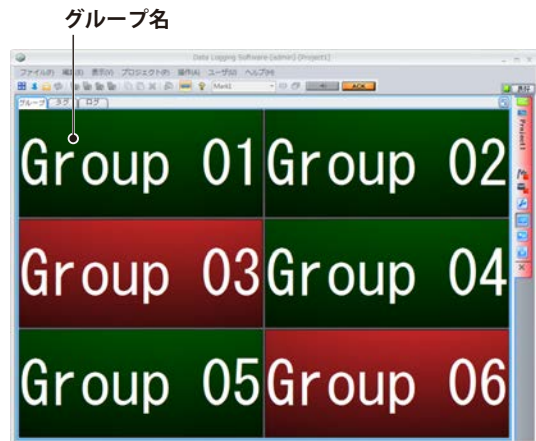 グループ名
Data Logging Software-[admin]-[Project1]
ファイル(F) 編集(E) 表示(V) プロジェクト(P) 操作(A) ユーザ(U) ヘルプ(H)
Mark1 ACK
グループ タグ ログ
Project1
Group 01 Group 02
Group 03 Group 04
Group 05 Group 06